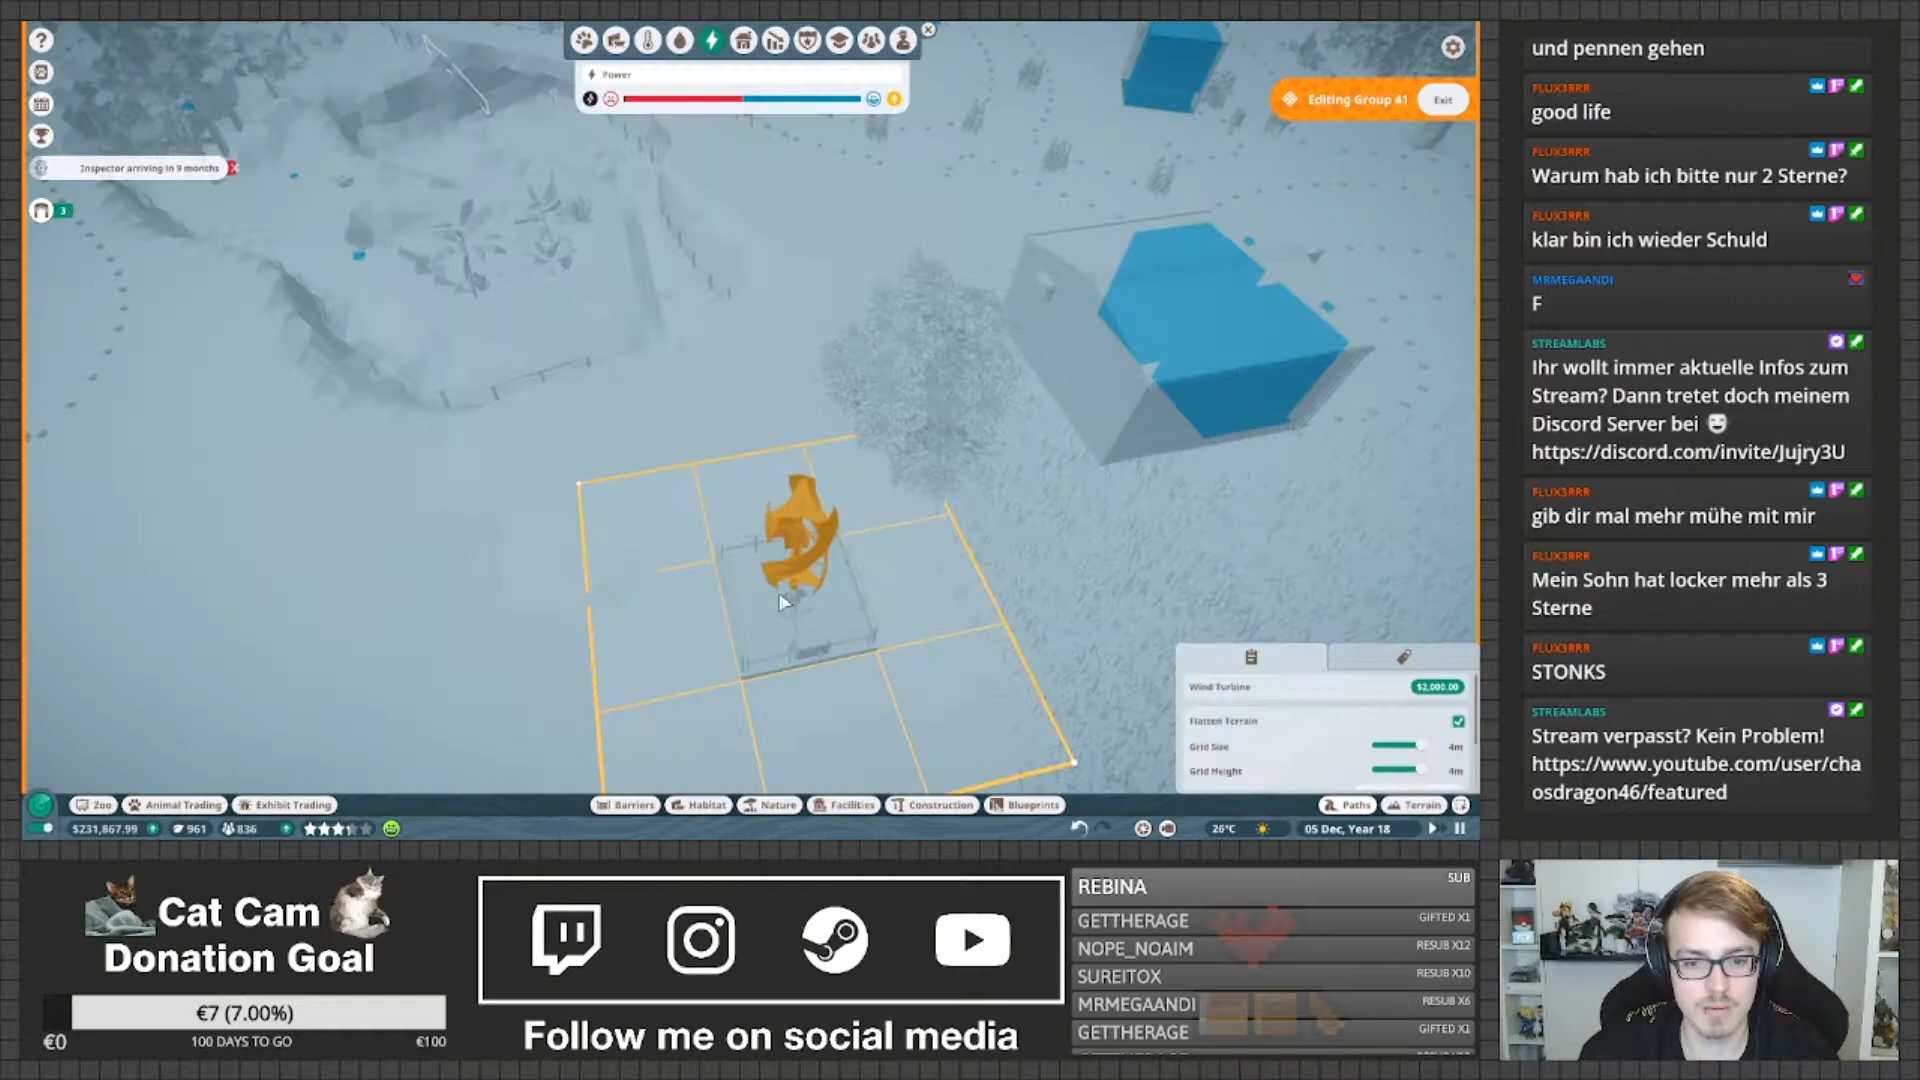 ?
Power
Editing Group 41
Exit
Inspector arriving in 9 months
3
Wind Turbine
$2,000.00
Flatten Terrain
Grid Size
4m
Grid Height
4m
Zoo
Animal Trading
Exhibit Trading
Barriers
Habitat
Nature
Facilities
Construction
Blueprints
Paths
Terrain
$231,867.99
961
836
26°C
05 Dec, Year 18
und pennen gehen
FLUX3RRR
good life
FLUX3RRR
Warum hab ich bitte nur 2 Sterne?
FLUX3RRR
klar bin ich wieder Schuld
MRMEGAANDI
F
STREAMLABS
Ihr wollt immer aktuelle Infos zum
Stream? Dann tretet doch meinem
Discord Server bei
https://discord.com/invite/Jujry3U
FLUX3RRR
gib dir mal mehr mühe mit mir
FLUX3RRR
Mein Sohn hat locker mehr als 3
Sterne
FLUX3RRR
STONKS
STREAMLABS
Stream verpasst? Kein Problem!
https://www.youtube.com/user/cha
osdragon46/featured
Cat Cam
Donation Goal
€7 (7.00%)
€0
100 DAYS TO GO
€100
Follow me on social media
REBINA
SUB
GETTHERAGE
GIFTED X1
NOPE_NOAIM
RESUB X12
SUREITOX
RESUB X10
MRMEGAANDI
RESUB X6
GETTHERAGE
GIFTED X1